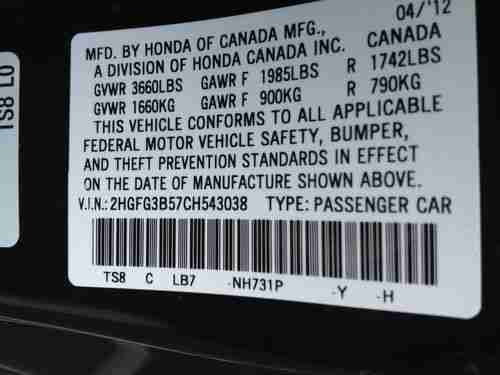 TS8 LO
MFD. BY HONDA OF CANADA MFG., 04/'12
A DIVISION OF HONDA CANADA INC. CANADA
GVWR 3660LBS GAWR F 1985LBS R 1742LBS
GVWR 1660KG GAWR F 900KG R 790KG
THIS VEHICLE CONFORMS TO ALL APPLICABLE
FEDERAL MOTOR VEHICLE SAFETY, BUMPER,
AND THEFT PREVENTION STANDARDS IN EFFECT
ON THE DATE OF MANUFACTURE SHOWN ABOVE.
V.I.N.: 2HGFG3B57CH543038 TYPE: PASSENGER CAR
TS8 C LB7 -NH731P -Y -H